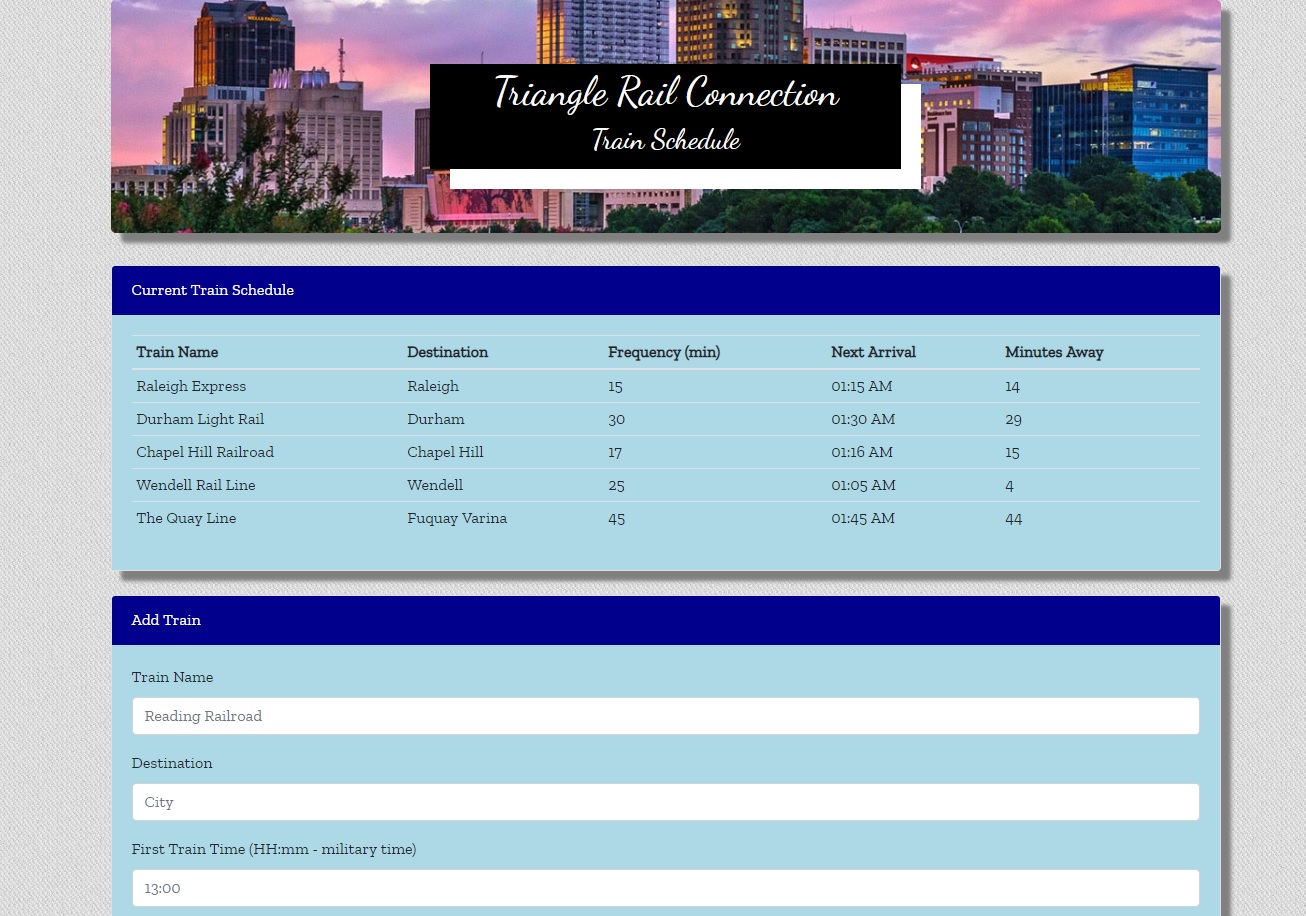 WELLS FARGO
Triangle Rail Connection
Train Schedule
Current Train Schedule
Train Name Destination Frequency (min) Next Arrival Minutes Away
Raleigh Express Raleigh 15 01:15 AM 14
Durham Light Rail Durham 30 01:30 AM 29
Chapel Hill Railroad Chapel Hill 17 01:16 AM 15
Wendell Rail Line Wendell 25 01:05 AM 4
The Quay Line Fuquay Varina 45 01:45 AM 44
Add Train
Train Name
Reading Railroad
Destination
City
First Train Time (HH:mm - military time)
13:00